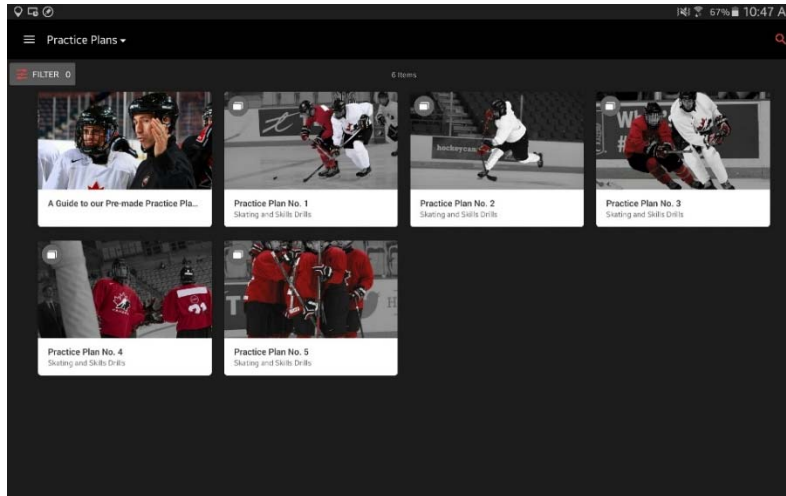 67% 10:47 A
Practice Plans
FILTER 0
6 Items
A Guide to our Pre-made Practice Pla...
Practice Plan No. 1
Skating and Skills Drills
hockeycan
Practice Plan No. 2
Skating and Skills Drills
Practice Plan No. 3
Skating and Skills Drills
Practice Plan No. 4
Skating and Skills Drills
Practice Plan No. 5
Skating and Skills Drills